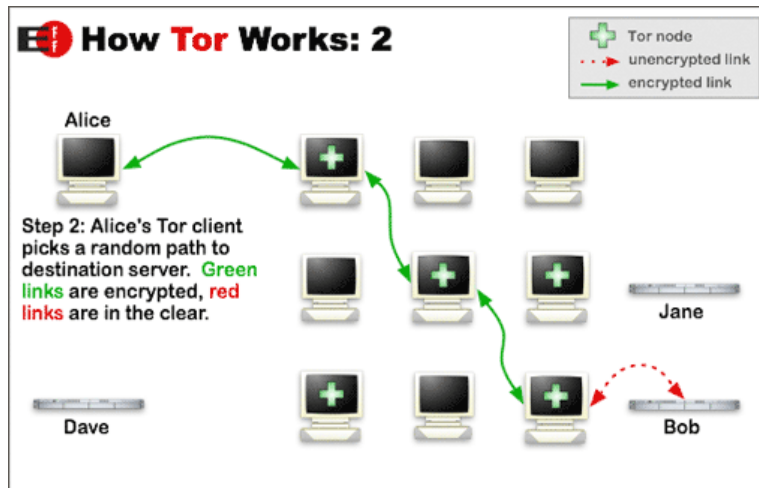 EFF How Tor Works: 2
Tor node
unencrypted link
encrypted link
Alice
Step 2: Alice's Tor client
picks a random path to
destination server. Green
links are encrypted, red
links are in the clear.
Jane
Dave
Bob